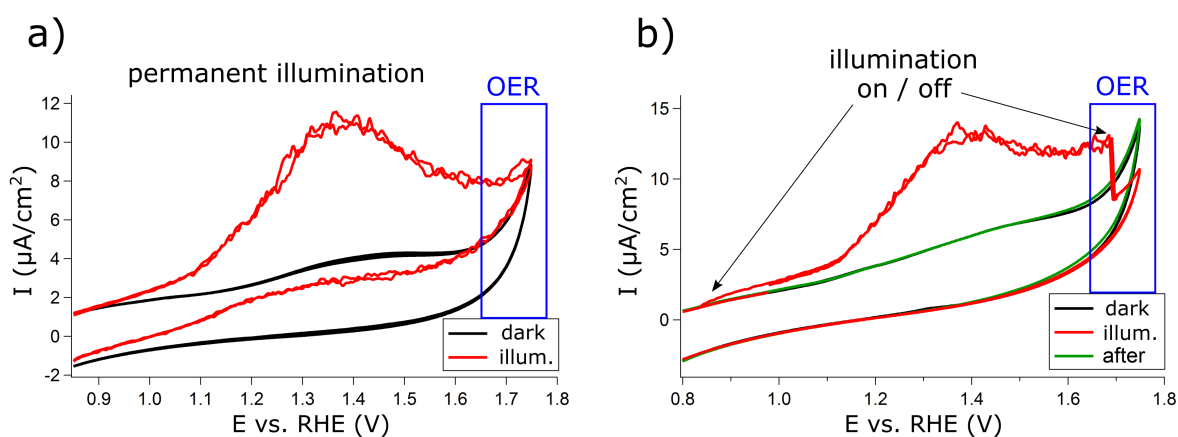 a)
permanent illumination
OER
12
10
8
6
4
2
0
-2
I (µA/cm²)
0.9 1.0 1.1 1.2 1.3 1.4 1.5 1.6 1.7 1.8
E vs. RHE (V)
dark
illum.
b)
illumination
on / off
OER
15
10
5
0
I (µA/cm²)
0.8 1.0 1.2 1.4 1.6 1.8
E vs. RHE (V)
dark
illum.
after